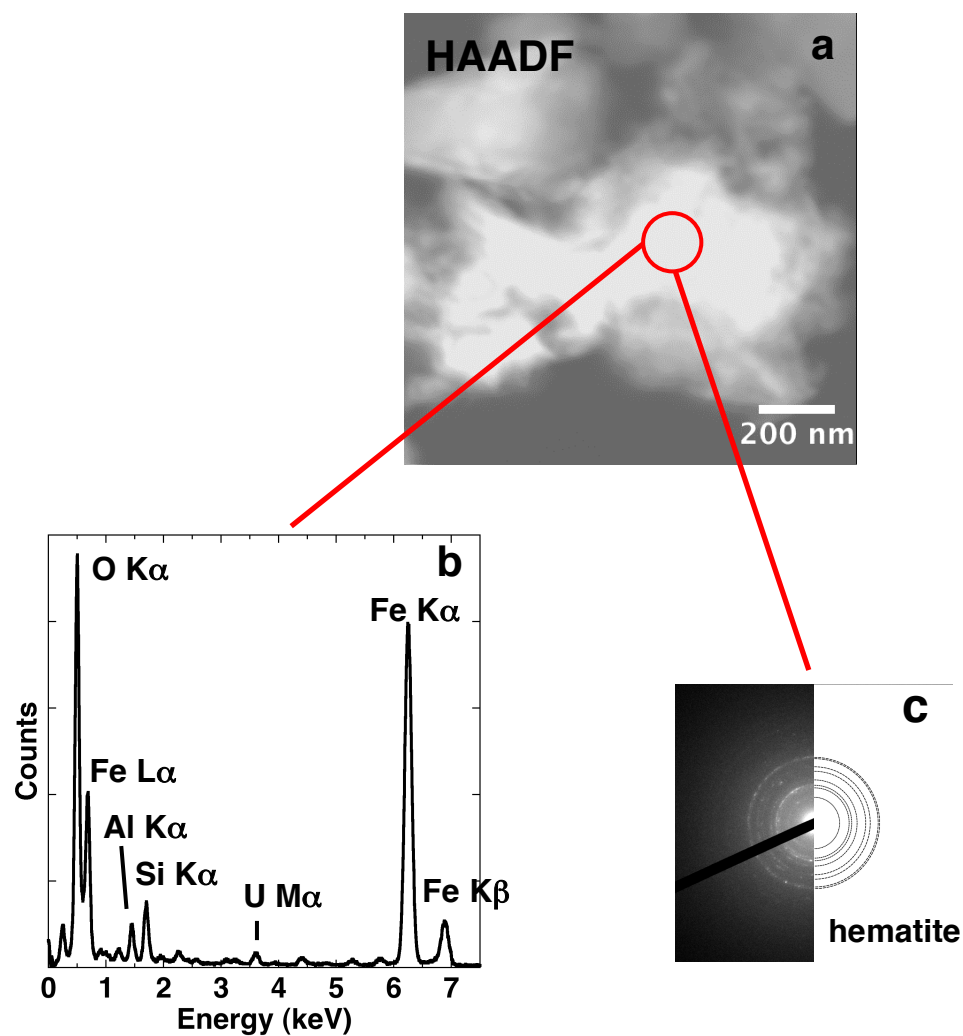 HAADF
a
200 nm
b
O Kα
Fe Kα
Fe Lα
Al Kα
Si Kα
U Mα
Fe Kβ
Counts
0 1 2 3 4 5 6 7
Energy (keV)
c
hematite